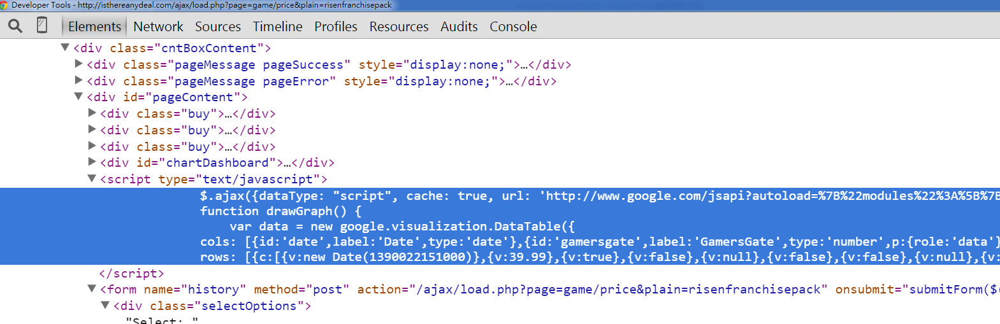 Developer Tools - http://isthereanydeal.com/ajax/load.php?page=game/price&plain=risenfranchisepack
Elements Network Sources Timeline Profiles Resources Audits Console
<div class="cntBoxContent">
<div class="pageMessage pageSuccess" style="display:none;">…</div>
<div class="pageMessage pageError" style="display:none;">…</div>
<div id="pageContent">
<div class="buy">…</div>
<div class="buy">…</div>
<div class="buy">…</div>
<div id="chartDashboard">…</div>
<script type="text/javascript">
$.ajax({dataType: "script", cache: true, url: 'http://www.google.com/jsapi?autoload=%7B%22modules%22%3A%5B%7B
function drawGraph() {
var data = new google.visualization.DataTable({
cols: [{id:'date',label:'Date',type:'date'},{id:'gamersgate',label:'GamersGate',type:'number',p:{role:'data'}
rows: [{c:[{v:new Date(1390022151000)},{v:39.99},{v:true},{v:false},{v:null},{v:false},{v:false},{v:null},{v:
</script>
<form name="history" method="post" action="/ajax/load.php?page=game/price&plain=risenfranchisepack" onsubmit="submitForm($(
<div class="selectOptions">
"Select: "